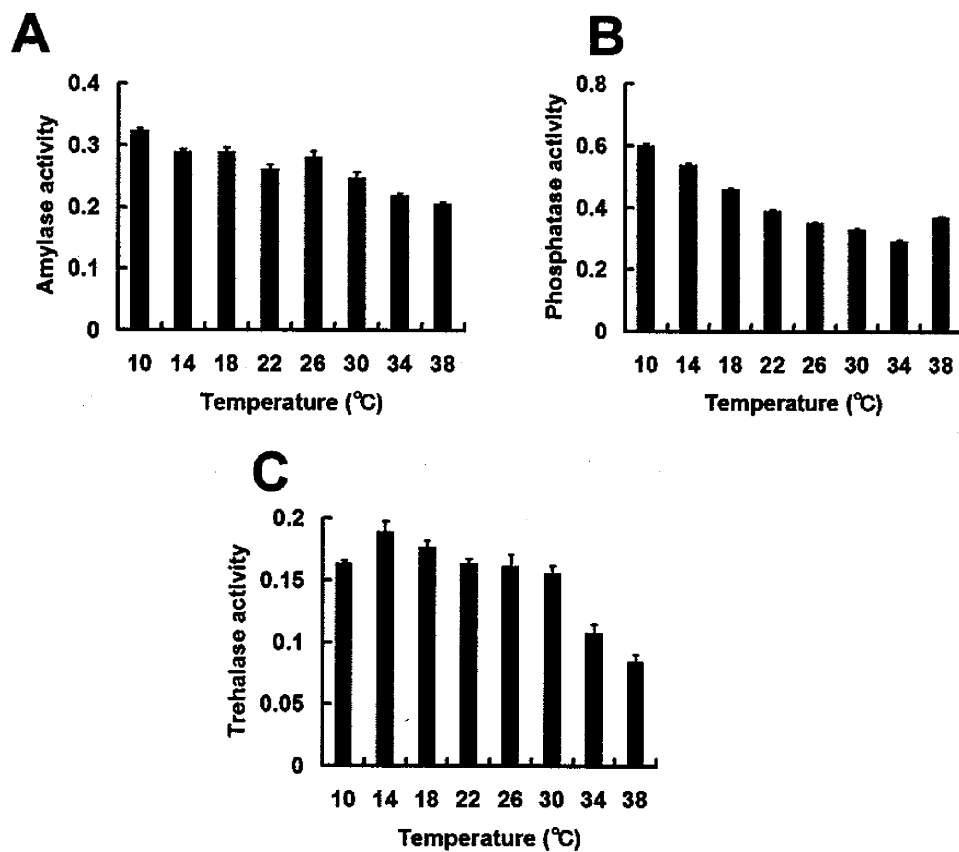 A
Amylase activity
0.4
0.3
0.2
0.1
0
10 14 18 22 26 30 34 38
Temperature (°C)
B
Phosphatase activity
0.8
0.6
0.4
0.2
0
10 14 18 22 26 30 34 38
Temperature (°C)
C
Trehalase activity
0.2
0.15
0.1
0.05
0
10 14 18 22 26 30 34 38
Temperature (°C)